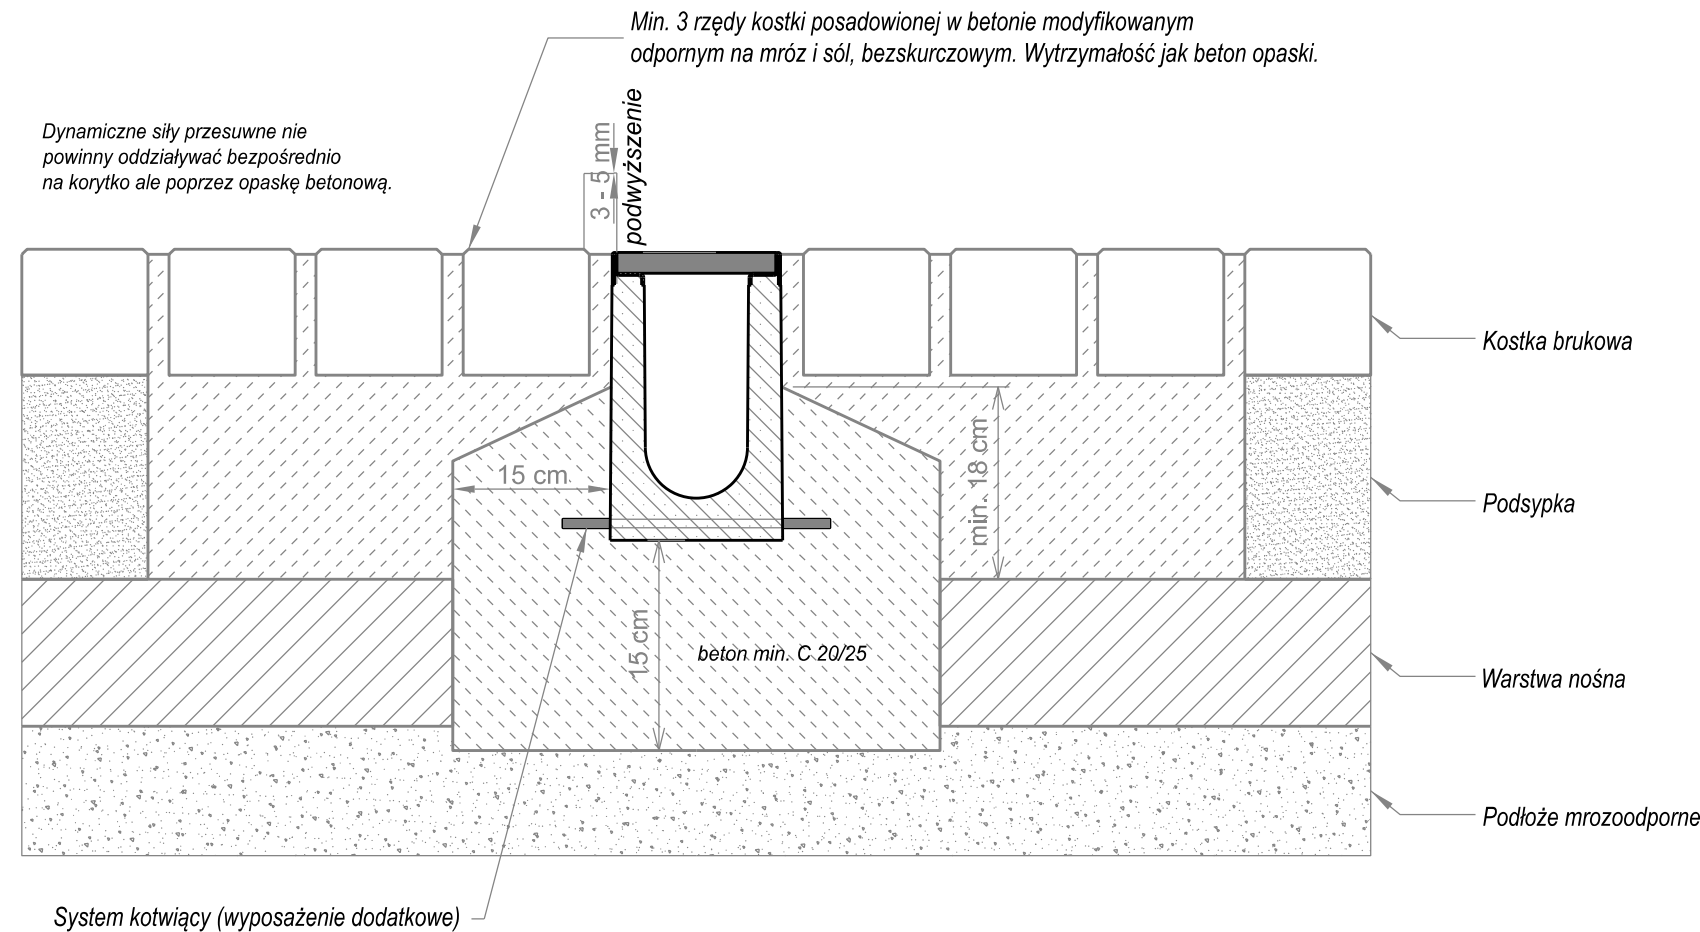 Min. 3 rzędy kostki posadowionej w betonie modyfikowanym
odpornym na mróz i sól, bezskurczowym. Wytrzymałość jak beton opaski.
Dynamiczne siły przesuwne nie
powinny oddziaływać bezpośrednio
na korytko ale poprzez opaskę betonową.
3 - 5 mm
podwyższenie
Kostka brukowa
15 cm
min. 18 cm
Podsypka
15 cm
beton min. C 20/25
Warstwa nośna
Podłoże mrozoodporne
System kotwiący (wyposażenie dodatkowe)